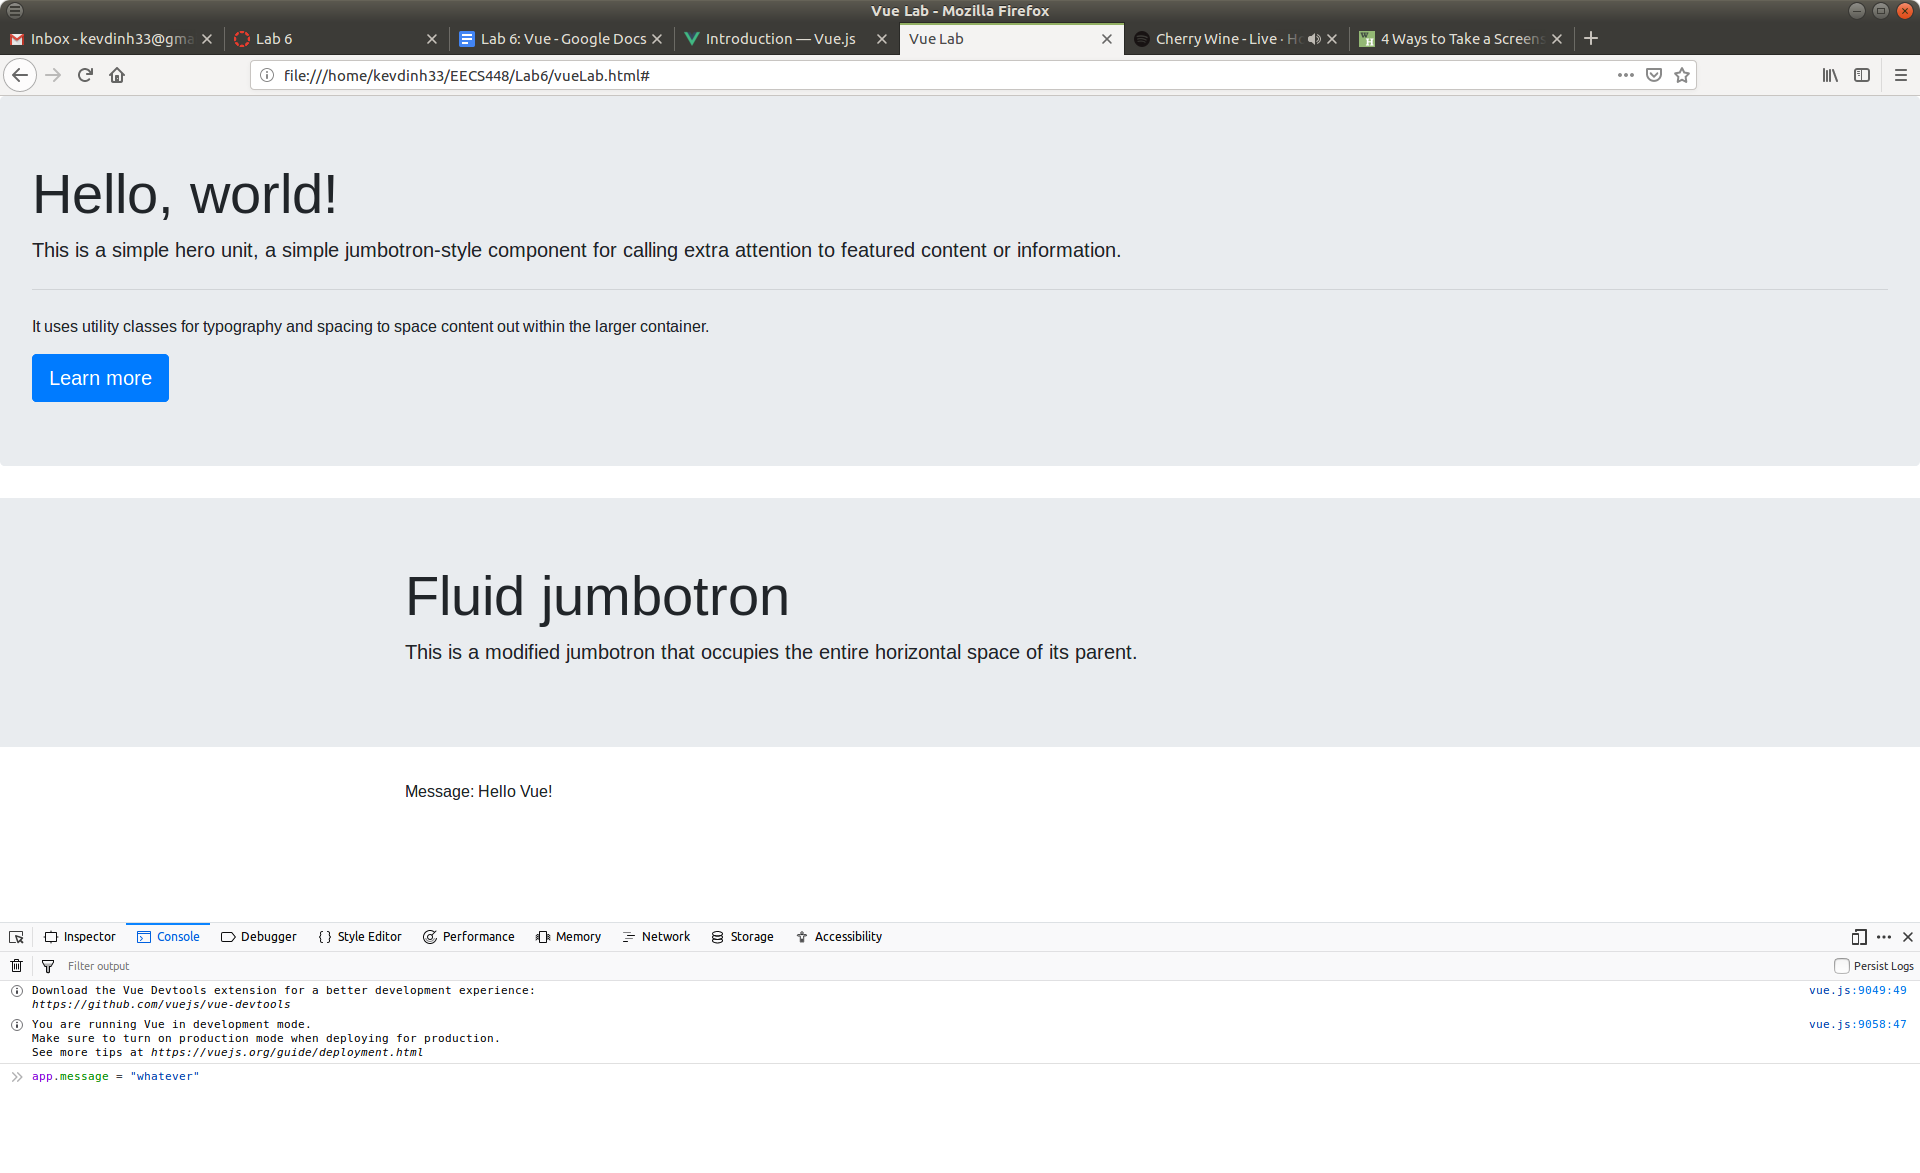 Vue Lab - Mozilla Firefox
Inbox - kevdinh33@gma
Lab 6
Lab 6: Vue - Google Docs
Introduction — Vue.js
Vue Lab
Cherry Wine - Live · Ho
4 Ways to Take a Screens
file:///home/kevdinh33/EECS448/Lab6/vueLab.html#
Hello, world!
This is a simple hero unit, a simple jumbotron-style component for calling extra attention to featured content or information.
It uses utility classes for typography and spacing to space content out within the larger container.
Learn more
Fluid jumbotron
This is a modified jumbotron that occupies the entire horizontal space of its parent.
Message: Hello Vue!
Inspector Console Debugger Style Editor Performance Memory Network Storage Accessibility
Filter output Persist Logs
Download the Vue Devtools extension for a better development experience: vue.js:9049:49
https://github.com/vuejs/vue-devtools
You are running Vue in development mode. vue.js:9058:47
Make sure to turn on production mode when deploying for production.
See more tips at https://vuejs.org/guide/deployment.html
app.message = "whatever"